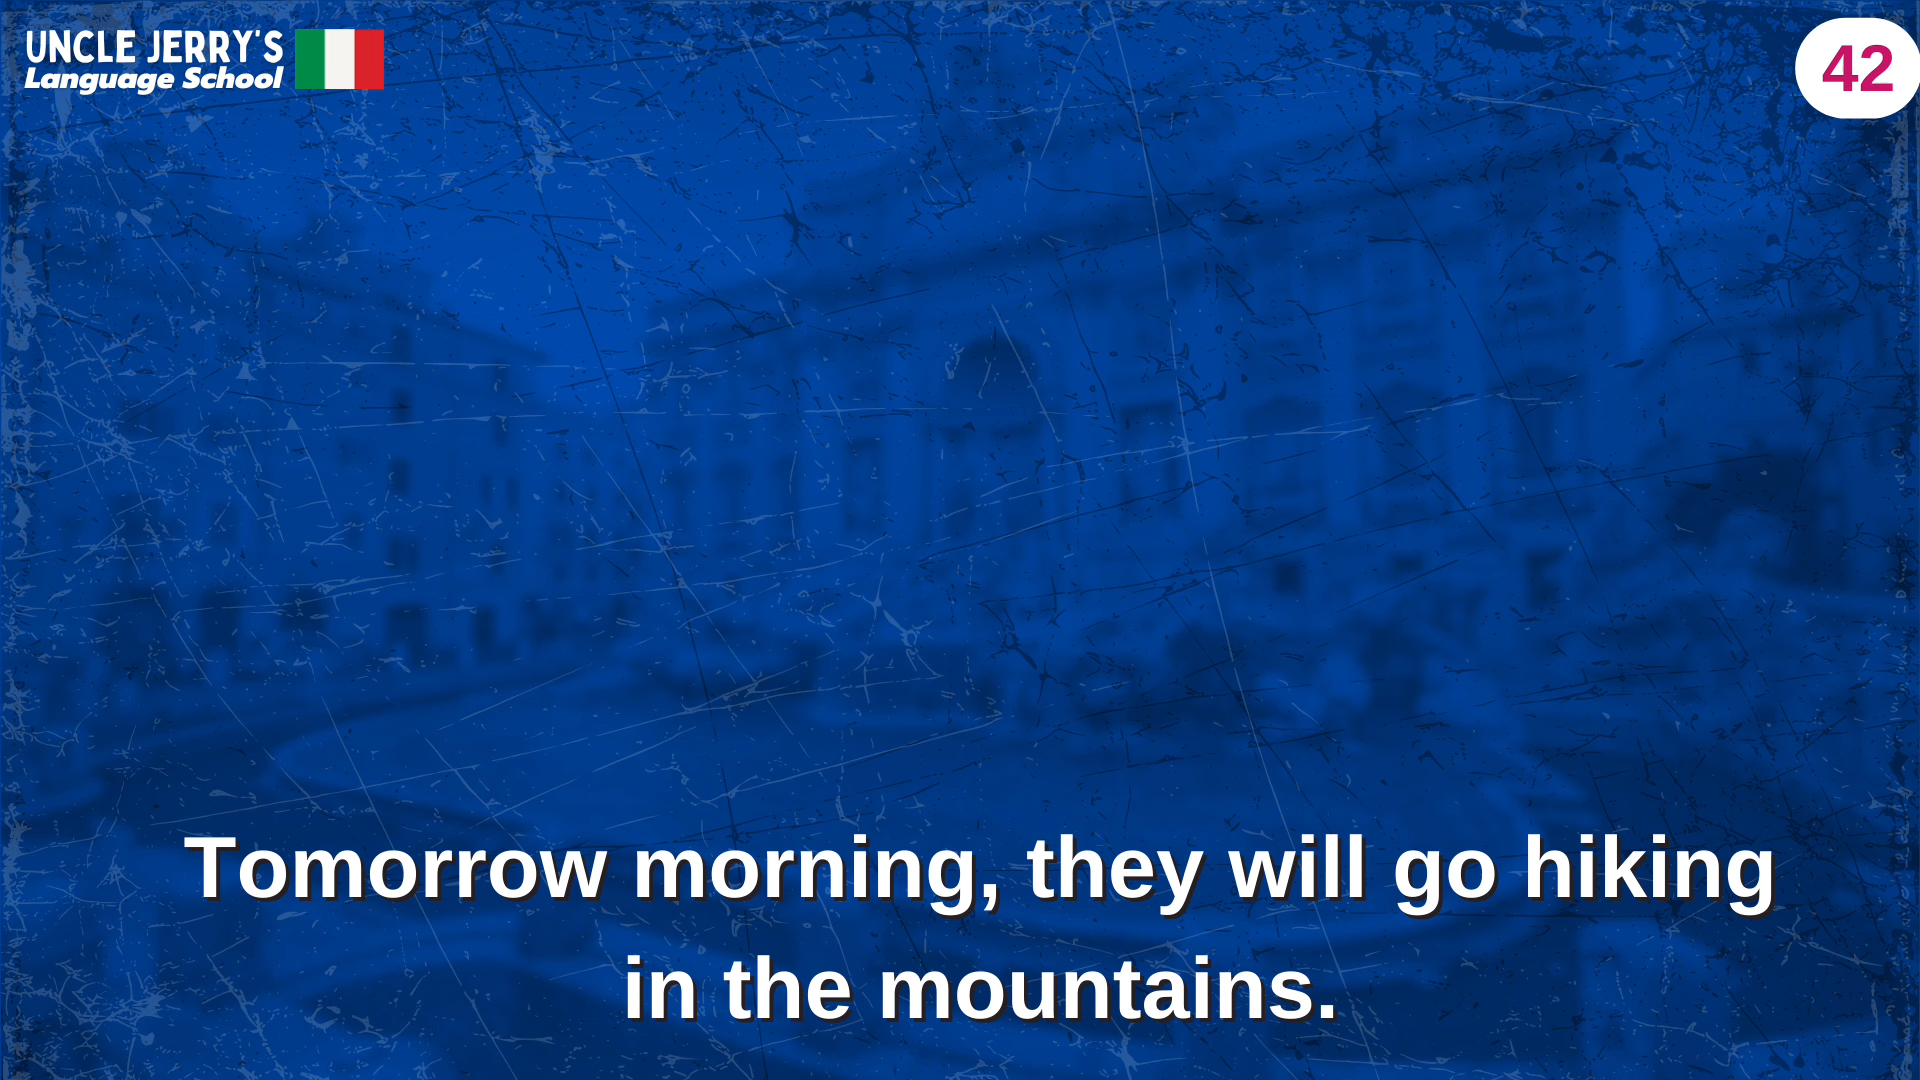 UNCLE JERRY'S
Language School
42
Tomorrow morning, they will go hiking
in the mountains.